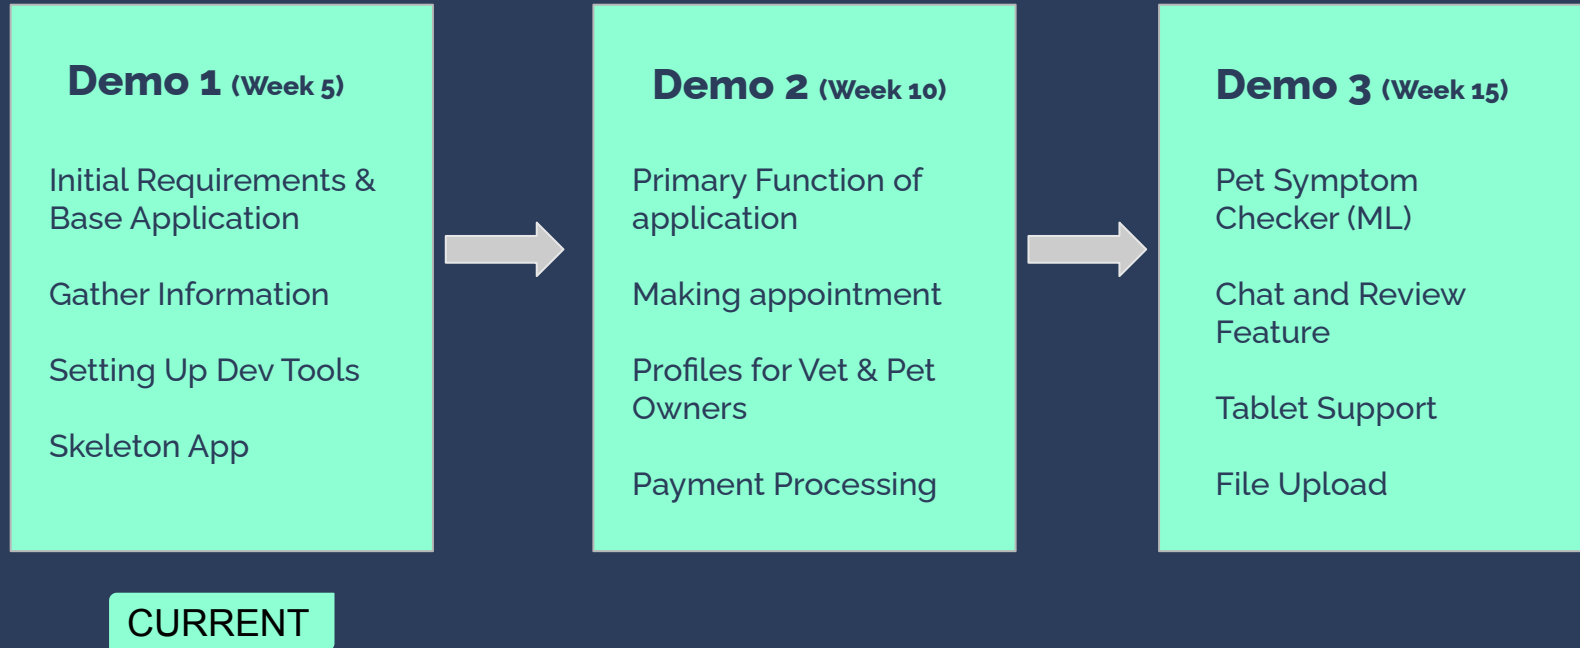 Demo 1 (Week 5)
Initial Requirements &
Base Application
Gather Information
Setting Up Dev Tools
Skeleton App
Demo 2 (Week 10)
Primary Function of
application
Making appointment
Profiles for Vet & Pet
Owners
Payment Processing
Demo 3 (Week 15)
Pet Symptom
Checker (ML)
Chat and Review
Feature
Tablet Support
File Upload
CURRENT